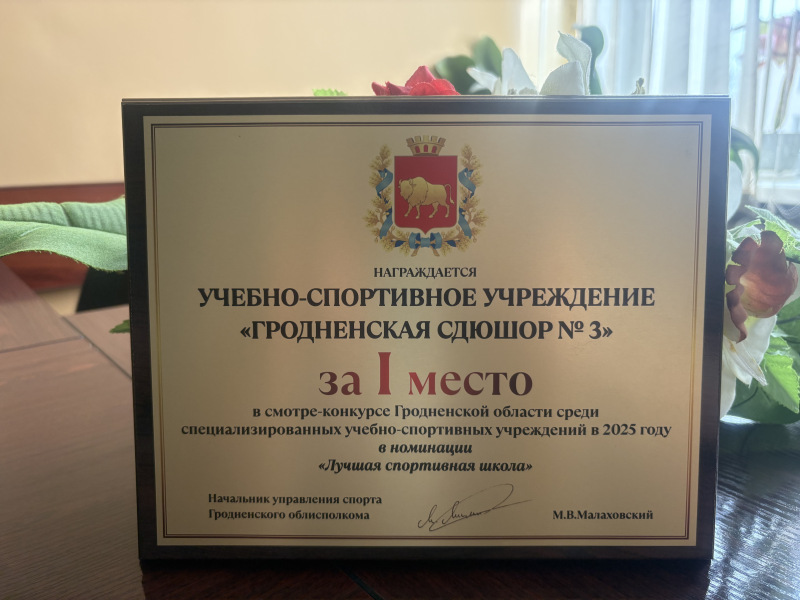 НАГРАЖДАЕТСЯ
УЧЕБНО-СПОРТИВНОЕ УЧРЕЖДЕНИЕ
«ГРОДНЕНСКАЯ СДЮШОР № 3»
за I место
в смотре-конкурсе Гродненской области среди
специализированных учебно-спортивных учреждений в 2025 году
в номинации
«Лучшая спортивная школа»
Начальник управления спорта
Гродненского облисполкома
М.В.Малаховский